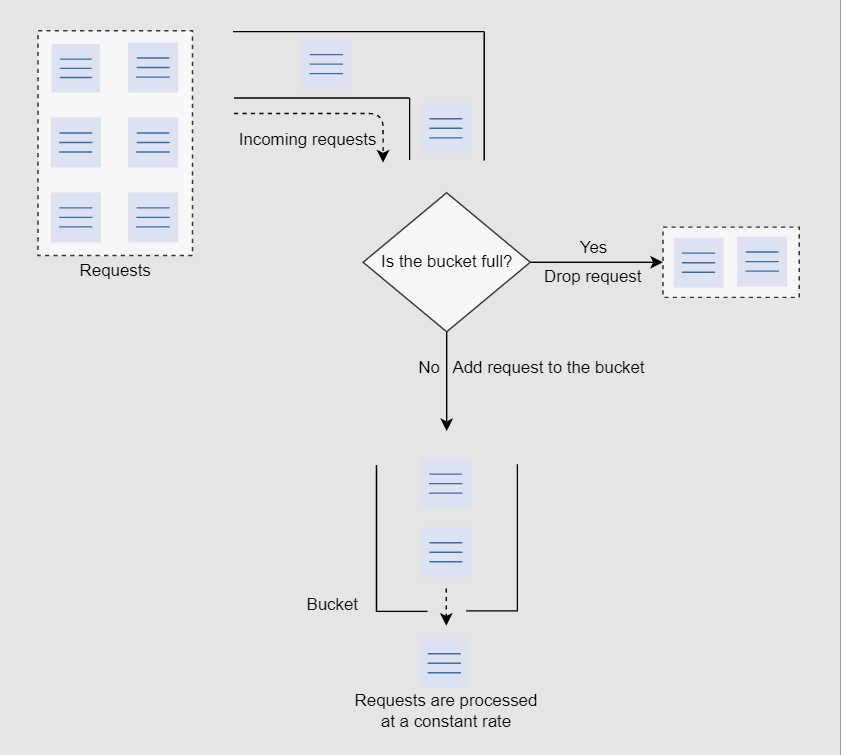 Incoming requests
Requests
Is the bucket full?
Yes
Drop request
No
Add request to the bucket
Bucket
Requests are processed
at a constant rate